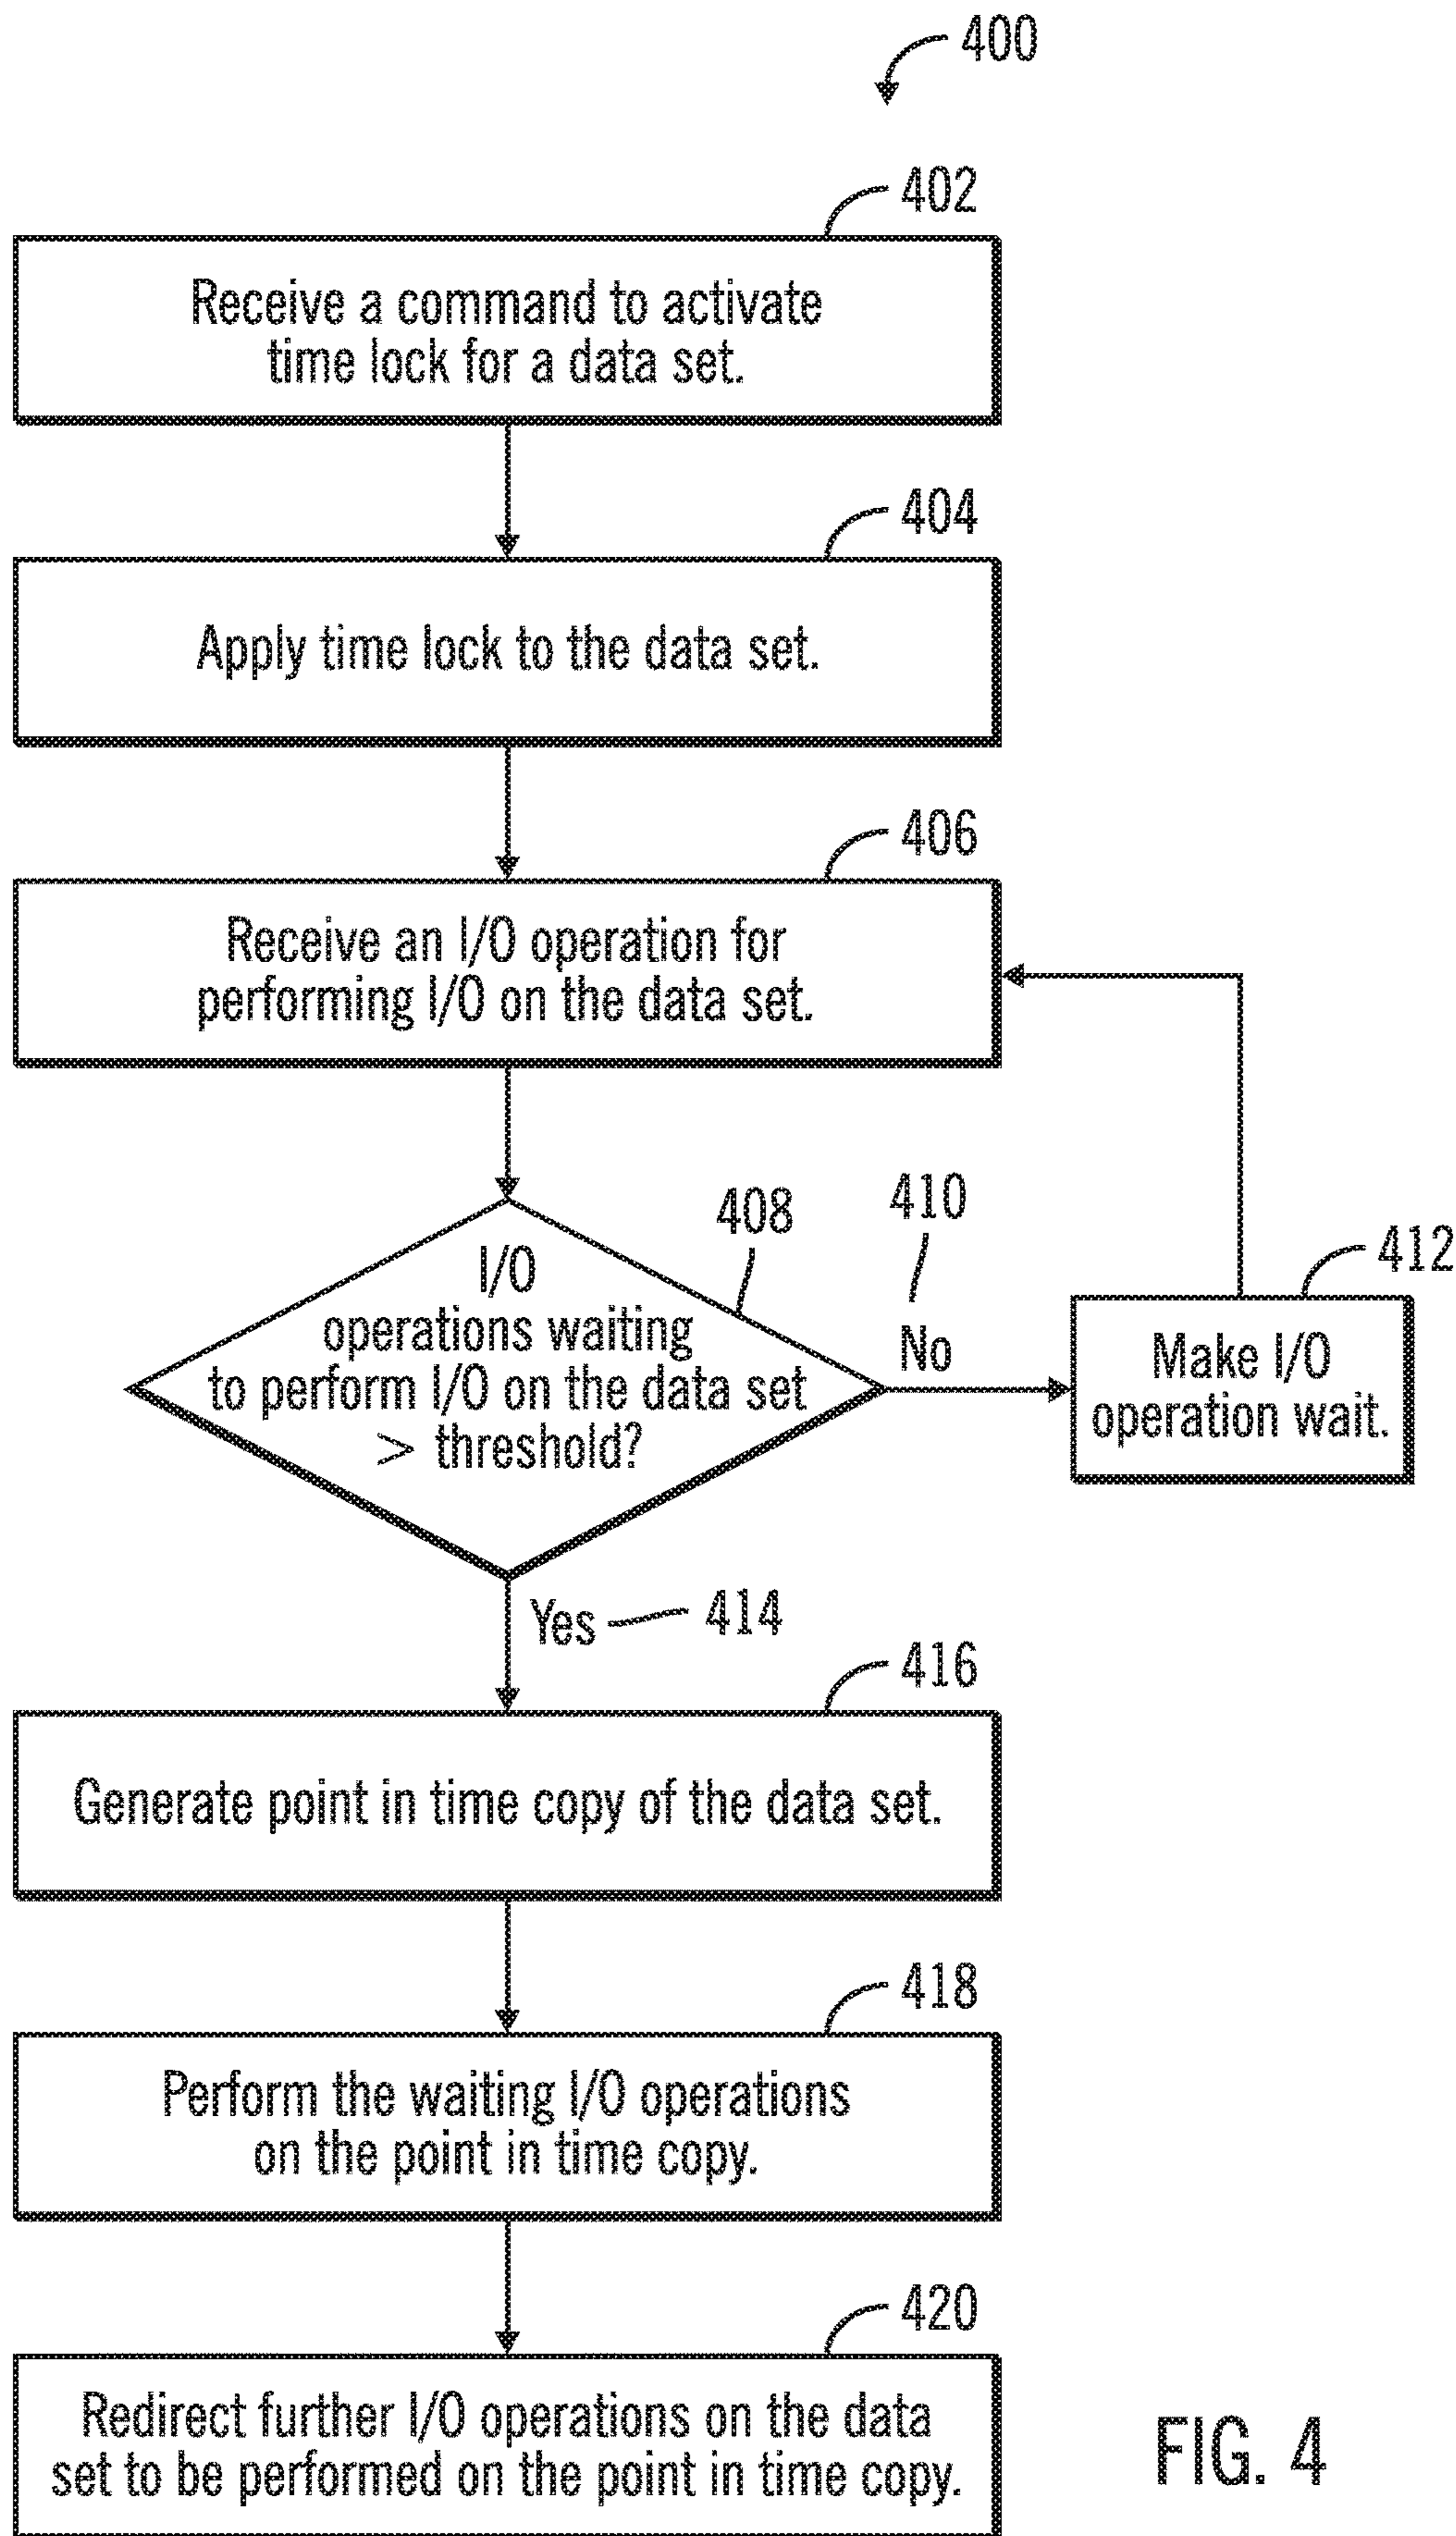 400
402
Receive a command to activate
time lock for a data set.
404
Apply time lock to the data set.
406
Receive an I/O operation for
performing I/O on the data set.
408
I/O
operations waiting
to perform I/O on the data set
> threshold?
410
No
412
Make I/O
operation wait.
Yes
414
416
Generate point in time copy of the data set.
418
Perform the waiting I/O operations
on the point in time copy.
420
Redirect further I/O operations on the data
set to be performed on the point in time copy.
FIG. 4